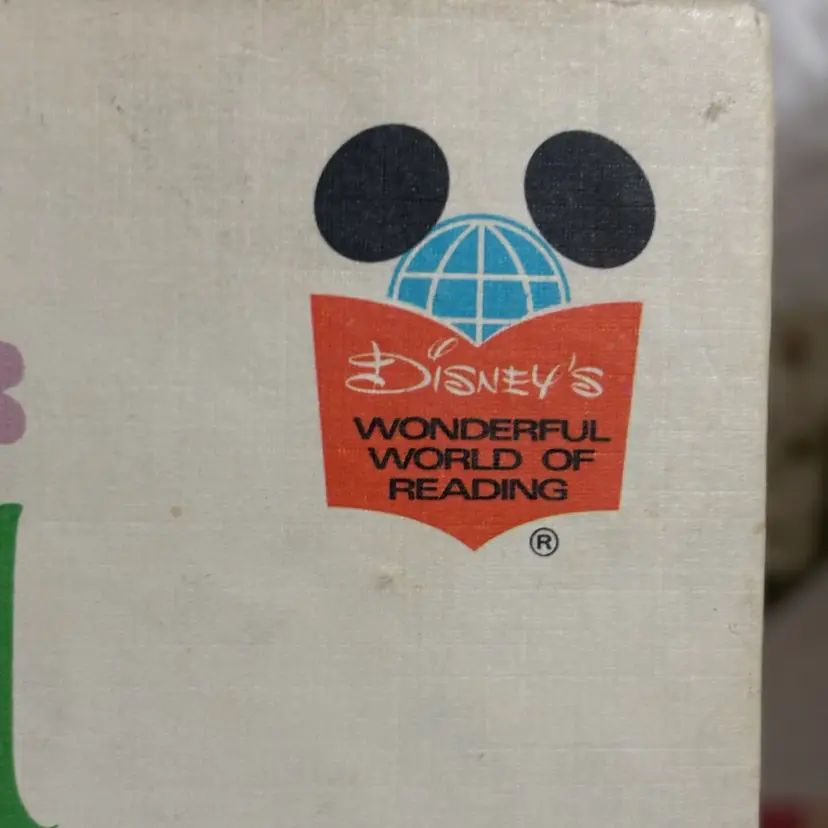 Disney's
WONDERFUL
WORLD OF
READING
®